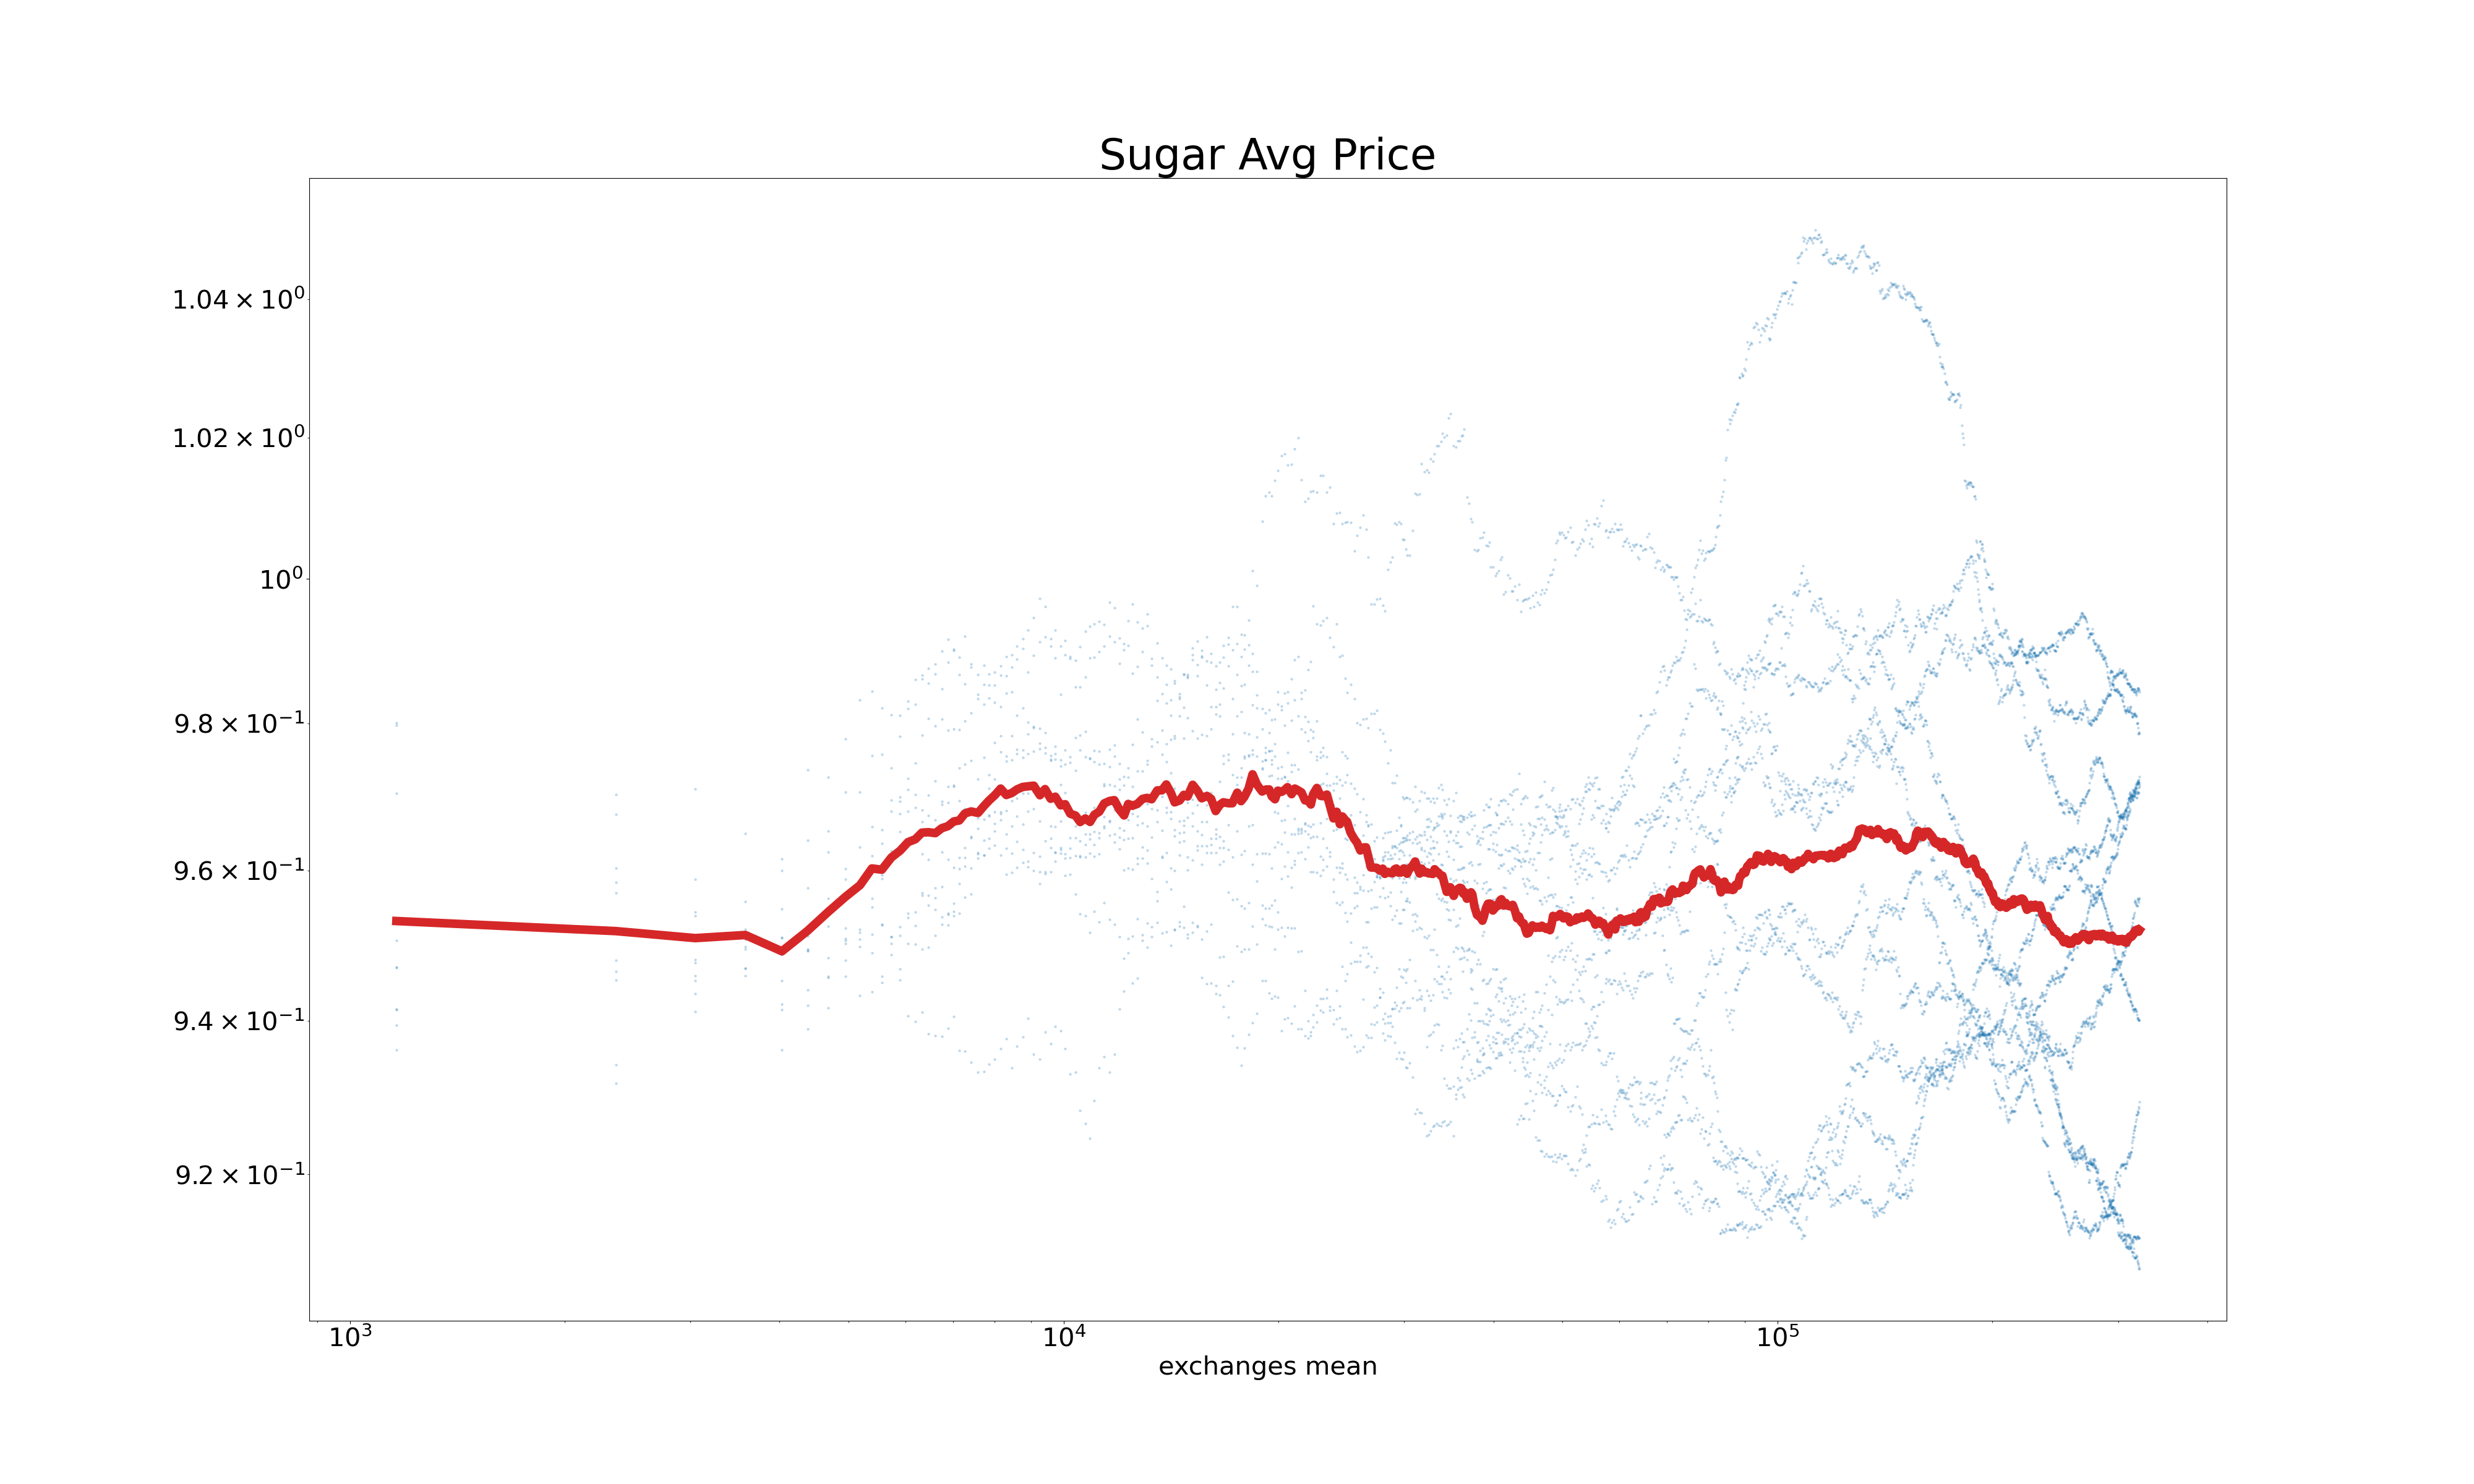 Sugar Avg Price
1.04 × 10⁰
1.02 × 10⁰
10⁰
9.8 × 10⁻¹
9.6 × 10⁻¹
9.4 × 10⁻¹
9.2 × 10⁻¹
10³ 10⁴ 10⁵
exchanges mean